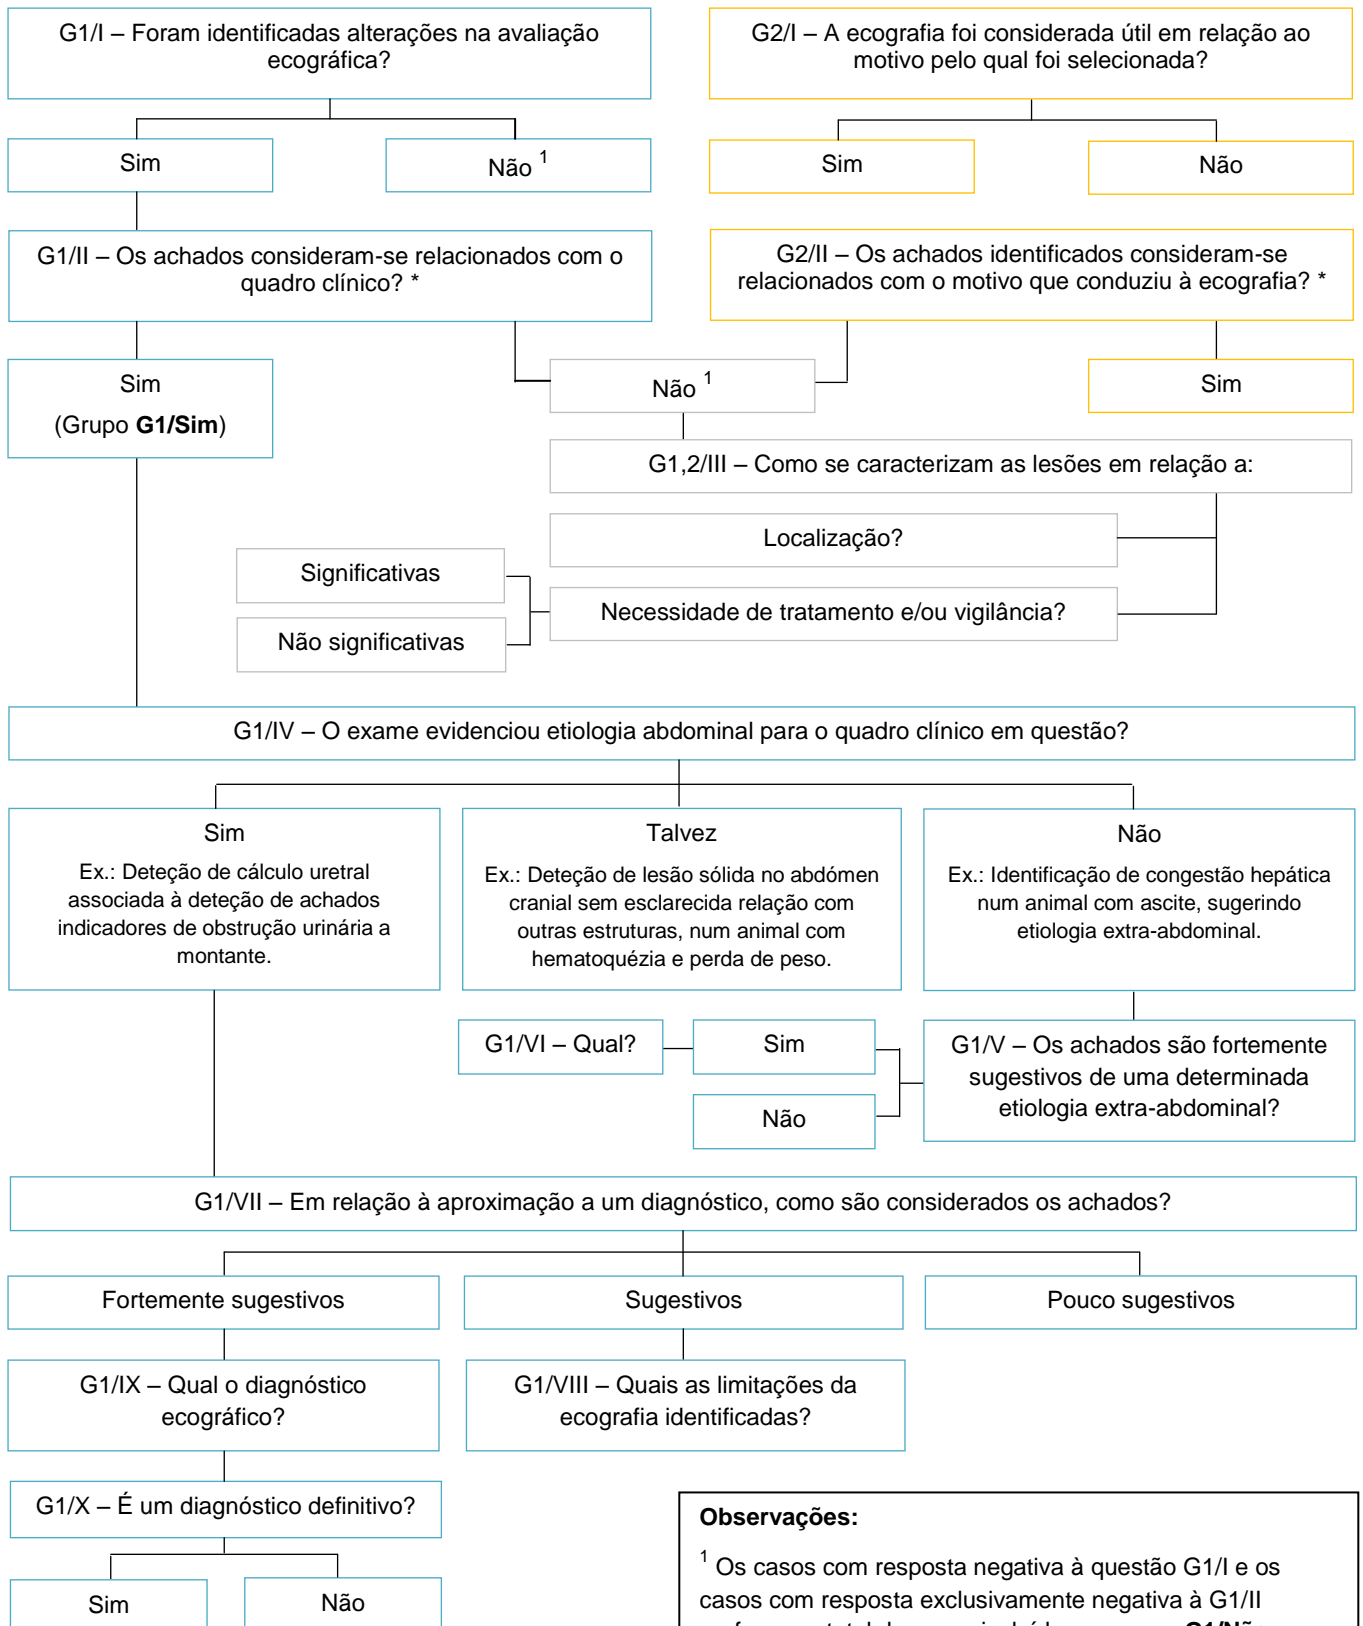 G1/I – Foram identificadas alterações na avaliação
ecográfica?
G2/I – A ecografia foi considerada útil em relação ao
motivo pelo qual foi selecionada?
Sim
Não 1
Sim
Não
G1/II – Os achados consideram-se relacionados com o
quadro clínico? *
G2/II – Os achados identificados consideram-se
relacionados com o motivo que conduziu à ecografia? *
Sim
(Grupo G1/Sim)
Não 1
Sim
G1,2/III – Como se caracterizam as lesões em relação a:
Localização?
Significativas
Necessidade de tratamento e/ou vigilância?
Não significativas
G1/IV – O exame evidenciou etiologia abdominal para o quadro clínico em questão?
Sim
Ex.: Deteção de cálculo uretral
associada à deteção de achados
indicadores de obstrução urinária a
montante.
Talvez
Ex.: Deteção de lesão sólida no abdómen
cranial sem esclarecida relação com
outras estruturas, num animal com
hematoquézia e perda de peso.
Não
Ex.: Identificação de congestão hepática
num animal com ascite, sugerindo
etiologia extra-abdominal.
G1/VI – Qual?
Sim
Não
G1/V – Os achados são fortemente
sugestivos de uma determinada
etiologia extra-abdominal?
G1/VII – Em relação à aproximação a um diagnóstico, como são considerados os achados?
Fortemente sugestivos
Sugestivos
Pouco sugestivos
G1/IX – Qual o diagnóstico
ecográfico?
G1/VIII – Quais as limitações da
ecografia identificadas?
G1/X – É um diagnóstico definitivo?
Sim
Não
Observações:
1 Os casos com resposta negativa à questão G1/I e os
casos com resposta exclusivamente negativa à G1/II